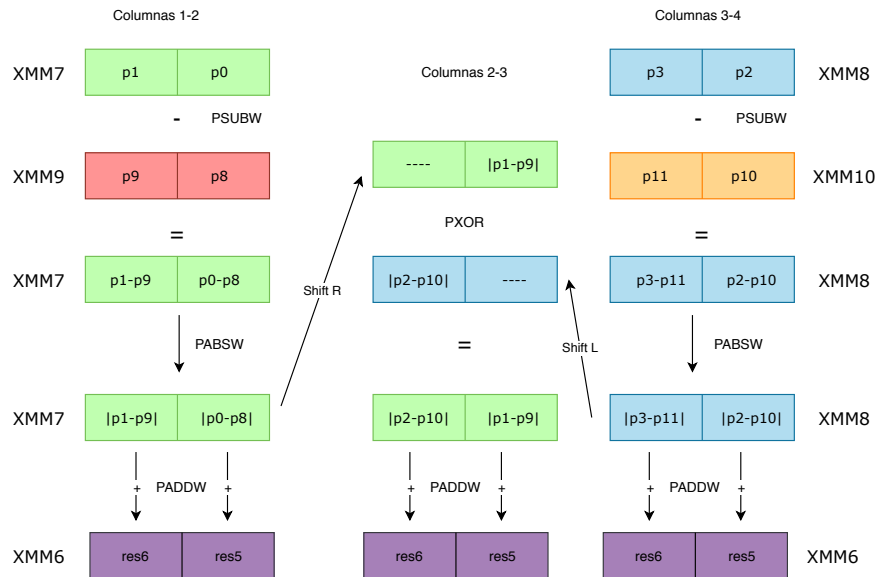 Columnas 1-2
Columnas 3-4
XMM7 p1 p0
p3 p2 XMM8
Columnas 2-3
- PSUBW
- PSUBW
---- |p1-p9|
XMM9 p9 p8
p11 p10 XMM10
PXOR
=
=
XMM7 p1-p9 p0-p8
|p2-p10| ----
p3-p11 p2-p10 XMM8
Shift R
PABSW
=
Shift L
PABSW
XMM7 |p1-p9| |p0-p8|
|p2-p10| |p1-p9|
|p3-p11| |p2-p10| XMM8
+ PADDW +
+ PADDW +
+ PADDW +
XMM6 res6 res5
res6 res5
res6 res5 XMM6